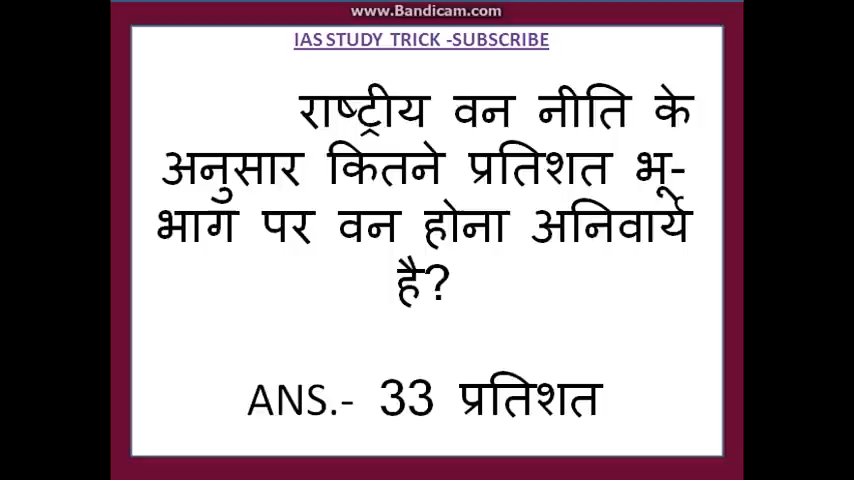 www.Bandicam.com
IAS STUDY TRICK -SUBSCRIBE
राष्ट्रीय वन नीति के
अनुसार कितने प्रतिशत भू-
भाग पर वन होना अनिवार्य
है?
ANS.- 33 प्रतिशत